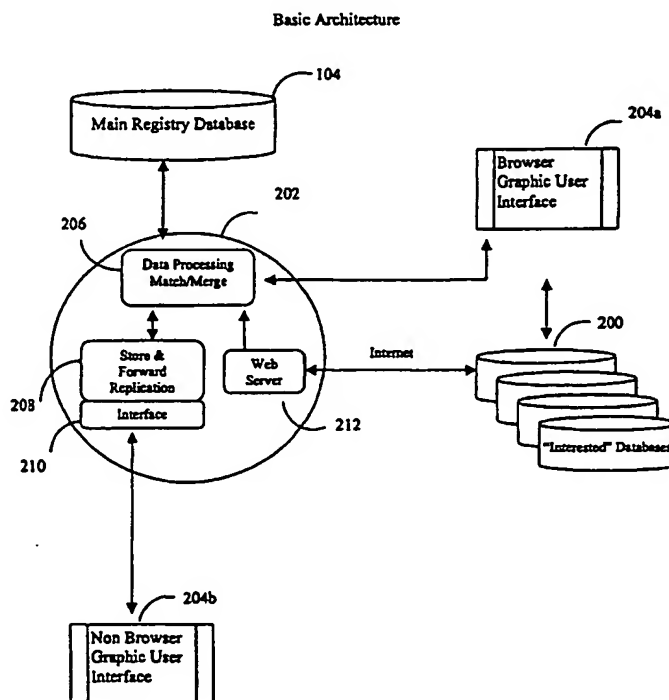 Basic Architecture
104
Main Registry Database
204a
Browser
Graphic User
Interface
202
206
Data Processing
Match/Merge
200
Store &
Forward
Replication
Web
Server
Internet
208
Interface
212
210
"Interested" Databases
204b
Non Browser
Graphic User
Interface